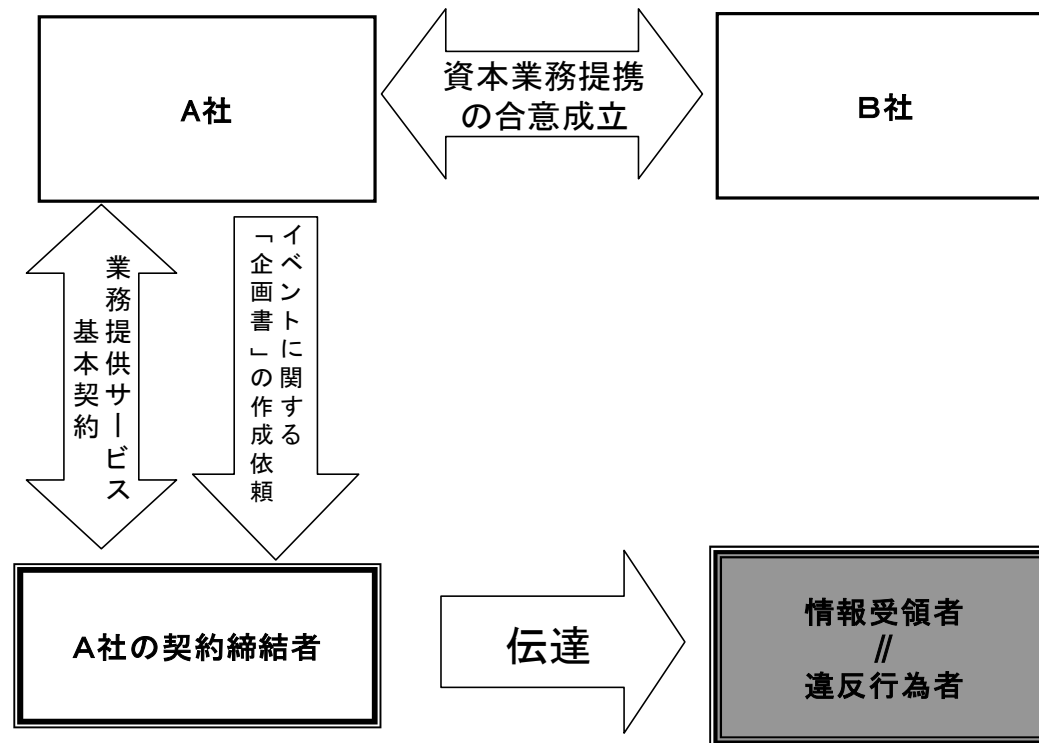 A社
資本業務提携
の合意成立
B社
業務提供サービス
基本契約
イベントに関する
「企画書」の作成依頼
A社の契約締結者
伝達
情報受領者
//
違反行為者